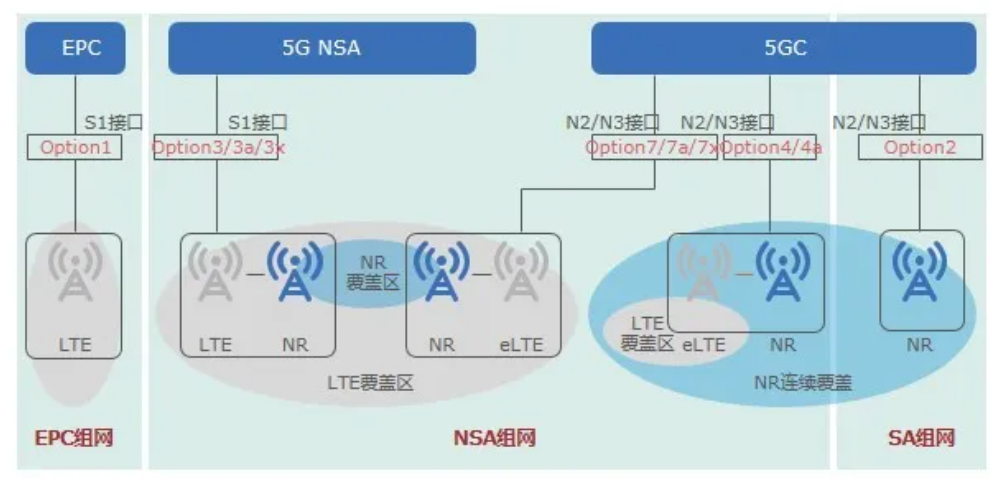 EPC
5G NSA
5GC
S1接口
S1接口
N2/N3接口
N2/N3接口
N2/N3接口
Option1
Option3/3a/3x
Option7/7a/7x
Option4/4a
Option2
NR
覆盖区
LTE
覆盖区
LTE
LTE
NR
NR
eLTE
eLTE
NR
NR
LTE覆盖区
NR连续覆盖
EPC组网
NSA组网
SA组网